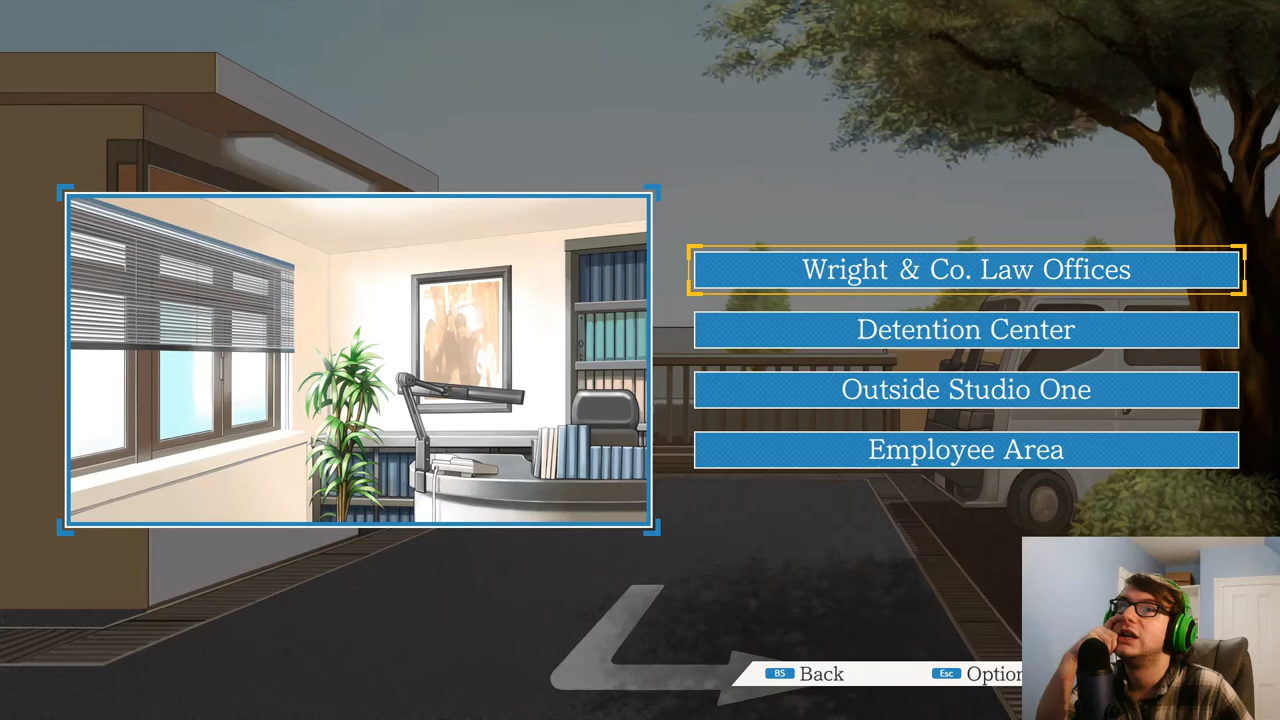 Wright & Co. Law Offices
Detention Center
Outside Studio One
Employee Area
BS Back
Esc Option